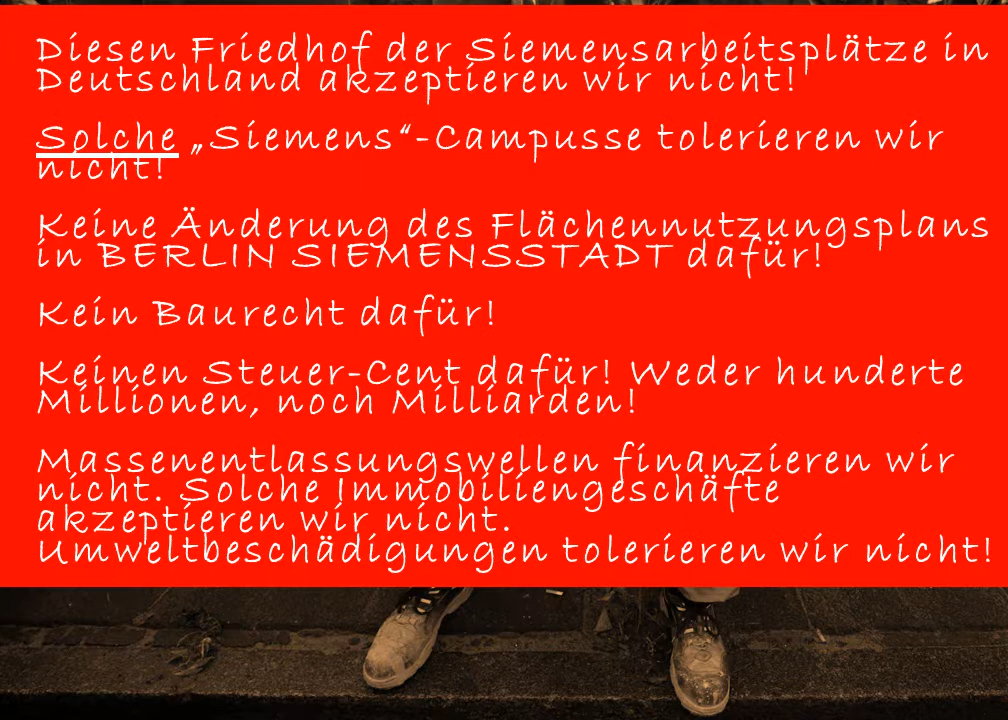 Diesen Friedhof der Siemensarbeitsplätze in
Deutschland akzeptieren wir nicht!
Solche „Siemens“-Campusse tolerieren wir
nicht!
Keine Änderung des Flächennutzungsplans
in BERLIN SIEMENSSTADT dafür!
Kein Baurecht dafür!
Keinen Steuer-Cent dafür! Weder hunderte
Millionen, noch Milliarden!
Massenentlassungswellen finanzieren wir
nicht. Solche Immobiliengeschäfte
akzeptieren wir nicht.
Umweltbeschädigungen tolerieren wir nicht!